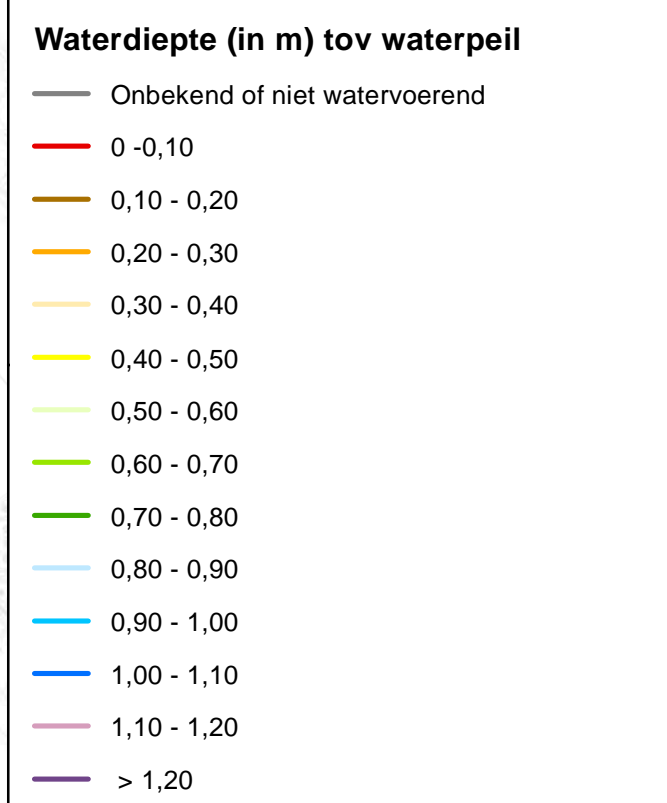 Waterdiepte (in m) tov waterpeil
Onbekend of niet watervoerend
0 -0,10
0,10 - 0,20
0,20 - 0,30
0,30 - 0,40
0,40 - 0,50
0,50 - 0,60
0,60 - 0,70
0,70 - 0,80
0,80 - 0,90
0,90 - 1,00
1,00 - 1,10
1,10 - 1,20
> 1,20